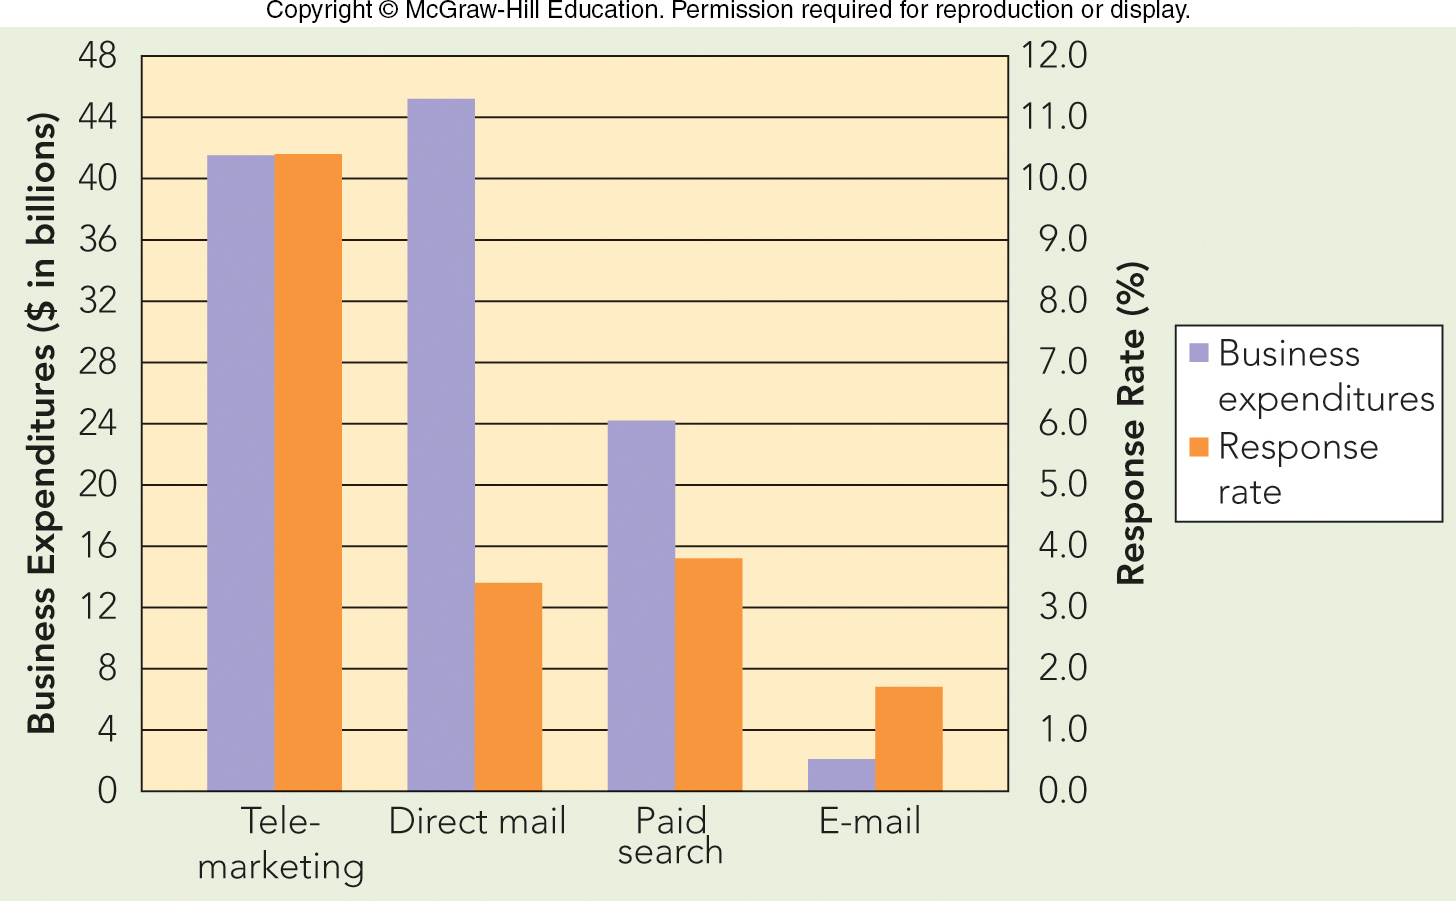 Copyright © McGraw-Hill Education. Permission required for reproduction or display.
Business Expenditures ($ in billions)
48
44
40
36
32
28
24
20
16
12
8
4
0
12.0
11.0
10.0
9.0
8.0
7.0
6.0
5.0
4.0
3.0
2.0
1.0
0.0
Response Rate (%)
Business
expenditures
Response
rate
Tele-
marketing
Direct mail
Paid
search
E-mail